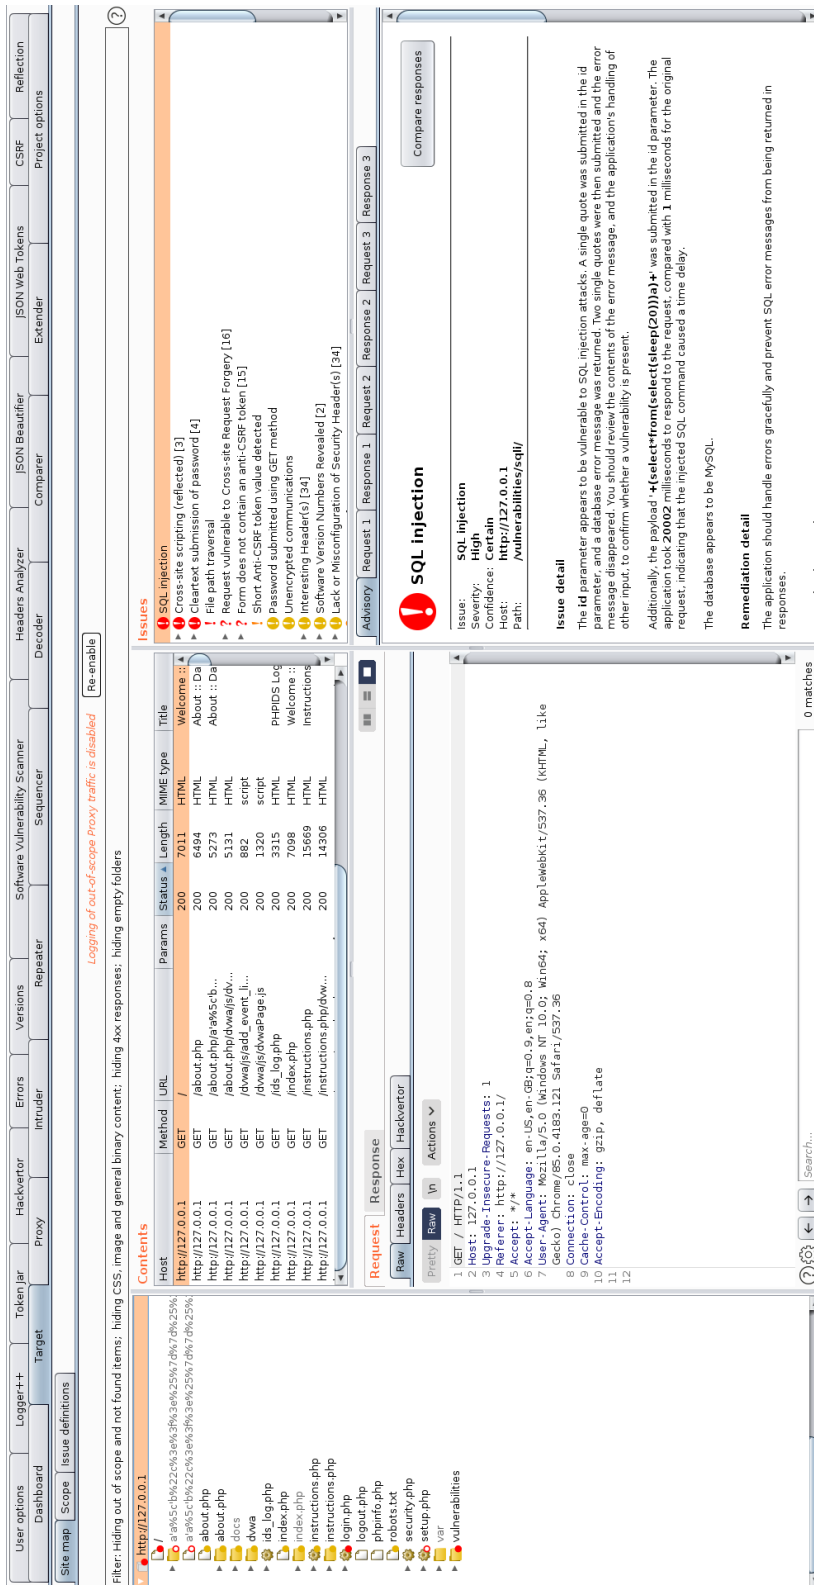 User options
Logger++
Token Jar
Hackvertor
Errors
Versions
Software Vulnerability Scanner
Headers Analyzer
JSON Beautifier
JSON Web Tokens
CSRF
Reflection
Dashboard
Target
Proxy
Intruder
Repeater
Sequencer
Decoder
Comparer
Extender
Project options
Site map
Scope
Issue definitions
Logging of out-of-scope Proxy traffic is disabled
Re-enable
Filter: Hiding out of scope and not found items; hiding CSS, image and general binary content; hiding 4xx responses; hiding empty folders
?
http://127.0.0.1
/
a'a%5cb%22c%3e%3f%3e%25%7d%7d%25%
a'a%5cb%22c%3e%3f%3e%25%7d%7d%25%
about.php
about.php
docs
dvwa
ids_log.php
index.php
index.php
instructions.php
instructions.php
login.php
logout.php
phpinfo.php
robots.txt
security.php
setup.php
var
vulnerabilities
Contents
Host Method URL Params Status Length MIME type Title
http://127.0.0.1 GET / 200 7011 HTML Welcome ::
http://127.0.0.1 GET /about.php 200 6494 HTML About :: Da
http://127.0.0.1 GET /about.php/a'a%5c'b... 200 5273 HTML About :: Da
http://127.0.0.1 GET /about.php/dvwa/js/dv... 200 5131 HTML
http://127.0.0.1 GET /dvwa/js/add_event_li... 200 882 script
http://127.0.0.1 GET /dvwa/js/dvwaPage.js 200 1320 script
http://127.0.0.1 GET /ids_log.php 200 3315 HTML PHPIDS Log
http://127.0.0.1 GET /index.php 200 7098 HTML Welcome ::
http://127.0.0.1 GET /instructions.php 200 15669 HTML Instructions
http://127.0.0.1 GET /instructions.php/dvw... 200 14306 HTML
Request
Response
Raw
Headers
Hex
Hackvertor
Pretty
Raw
\n
Actions
1 GET / HTTP/1.1
2 Host: 127.0.0.1
3 Upgrade-Insecure-Requests: 1
4 Referer: http://127.0.0.1/
5 Accept: */*
6 Accept-Language: en-US,en-GB;q=0.9,en;q=0.8
7 User-Agent: Mozilla/5.0 (Windows NT 10.0; Win64; x64) AppleWebKit/537.36 (KHTML, like
Gecko) Chrome/85.0.4183.121 Safari/537.36
8 Connection: close
9 Cache-Control: max-age=0
10 Accept-Encoding: gzip, deflate
11
12
?
Search...
0 matches
Issues
SQL injection
Cross-site scripting (reflected) [3]
Cleartext submission of password [4]
File path traversal
Request vulnerable to Cross-site Request Forgery [16]
Form does not contain an anti-CSRF token [15]
Short Anti-CSRF token value detected
Password submitted using GET method
Unencrypted communications
Interesting Header(s) [34]
Software Version Numbers Revealed [2]
Lack or Misconfiguration of Security Header(s) [34]
Advisory
Request 1
Response 1
Request 2
Response 2
Request 3
Response 3
SQL injection
Compare responses
Issue: SQL injection
Severity: High
Confidence: Certain
Host: http://127.0.0.1
Path: /vulnerabilities/sqli/
Issue detail
The id parameter appears to be vulnerable to SQL injection attacks. A single quote was submitted in the id
parameter, and a database error message was returned. Two single quotes were then submitted and the error
message disappeared. You should review the contents of the error message, and the application's handling of
other input, to confirm whether a vulnerability is present.
Additionally, the payload '+(select*from(select(sleep(20)))a)+' was submitted in the id parameter. The
application took 20002 milliseconds to respond to the request, compared with 1 milliseconds for the original
request, indicating that the injected SQL command caused a time delay.
The database appears to be MySQL.
Remediation detail
The application should handle errors gracefully and prevent SQL error messages from being returned in
responses.